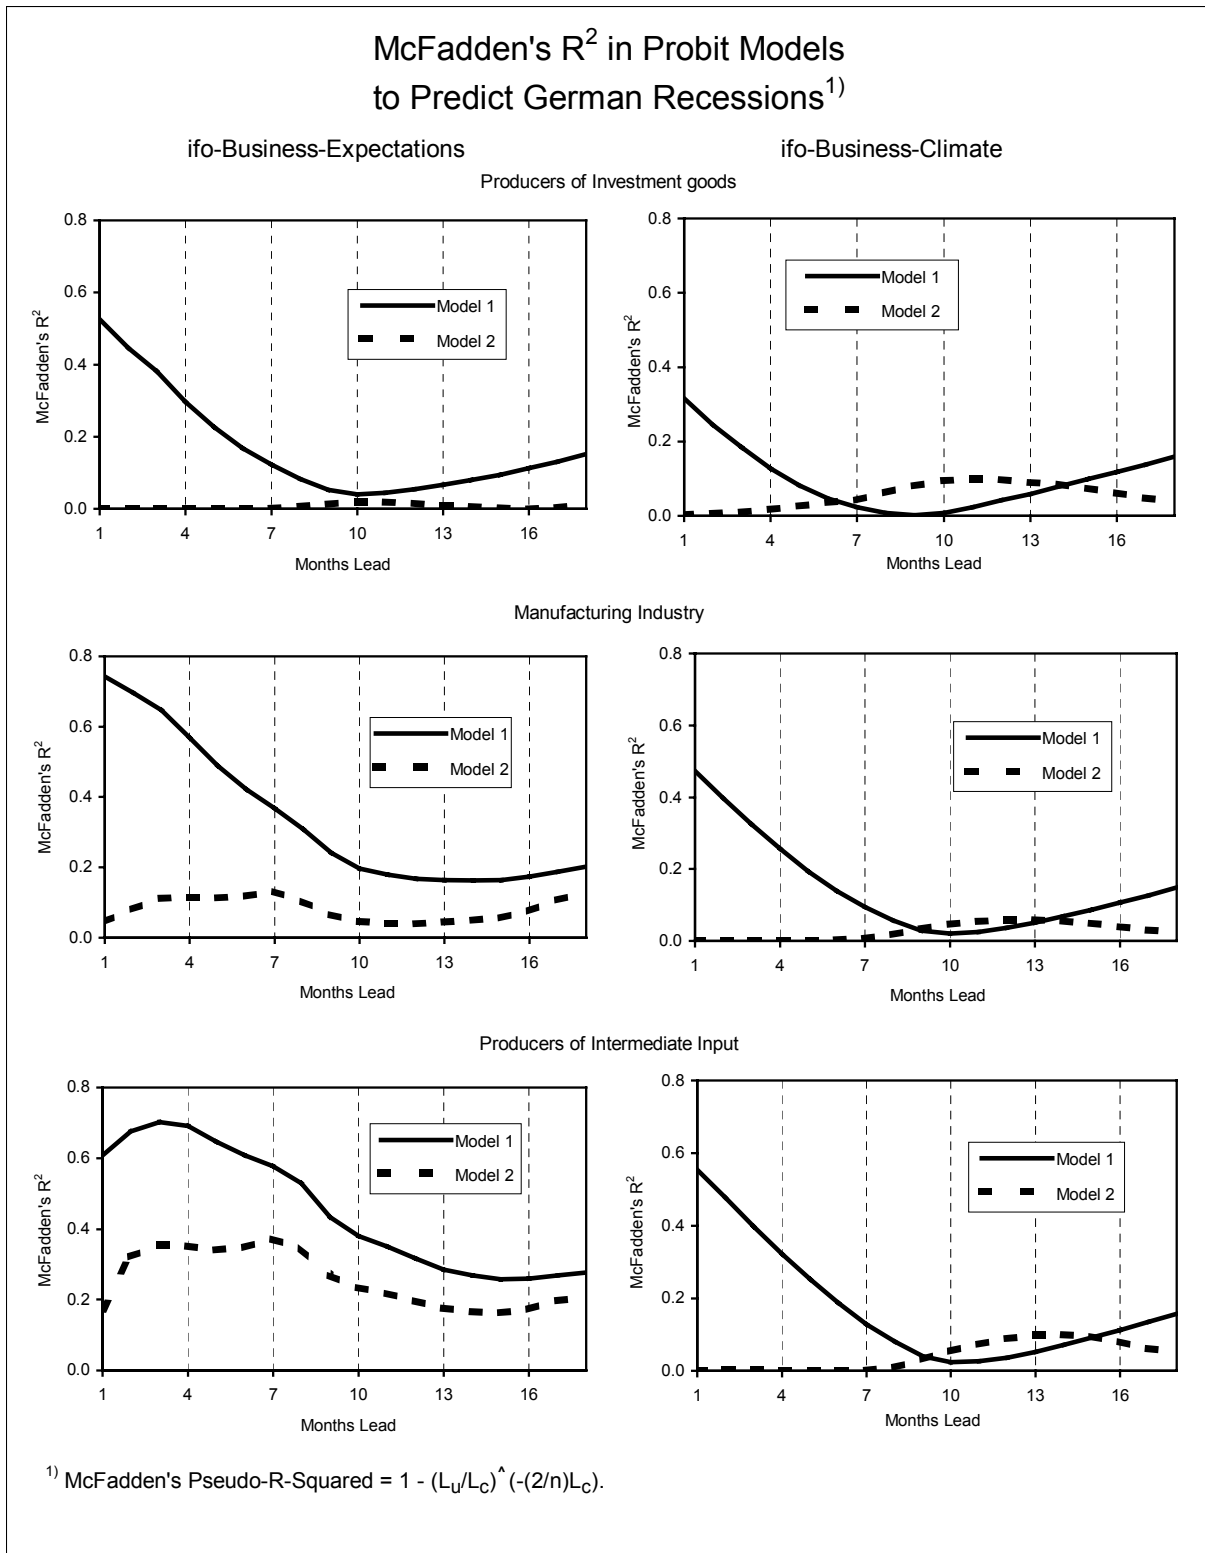 McFadden's R² in Probit Models
to Predict German Recessions¹⁾
ifo-Business-Expectations
ifo-Business-Climate
Producers of Investment goods
McFadden's R²
0.8
0.6
0.4
0.2
0.0
1 4 7 10 13 16
Months Lead
Model 1
Model 2
McFadden's R²
0.8
0.6
0.4
0.2
0.0
1 4 7 10 13 16
Months Lead
Model 1
Model 2
Manufacturing Industry
McFadden's R²
0.8
0.6
0.4
0.2
0.0
1 4 7 10 13 16
Months Lead
Model 1
Model 2
McFadden's R²
0.8
0.6
0.4
0.2
0.0
1 4 7 10 13 16
Months Lead
Model 1
Model 2
Producers of Intermediate Input
McFadden's R²
0.8
0.6
0.4
0.2
0.0
1 4 7 10 13 16
Months Lead
Model 1
Model 2
McFadden's R²
0.8
0.6
0.4
0.2
0.0
1 4 7 10 13 16
Months Lead
Model 1
Model 2
¹⁾ McFadden's Pseudo-R-Squared = 1 - (Lu/Lc)^(-(2/n)Lc).